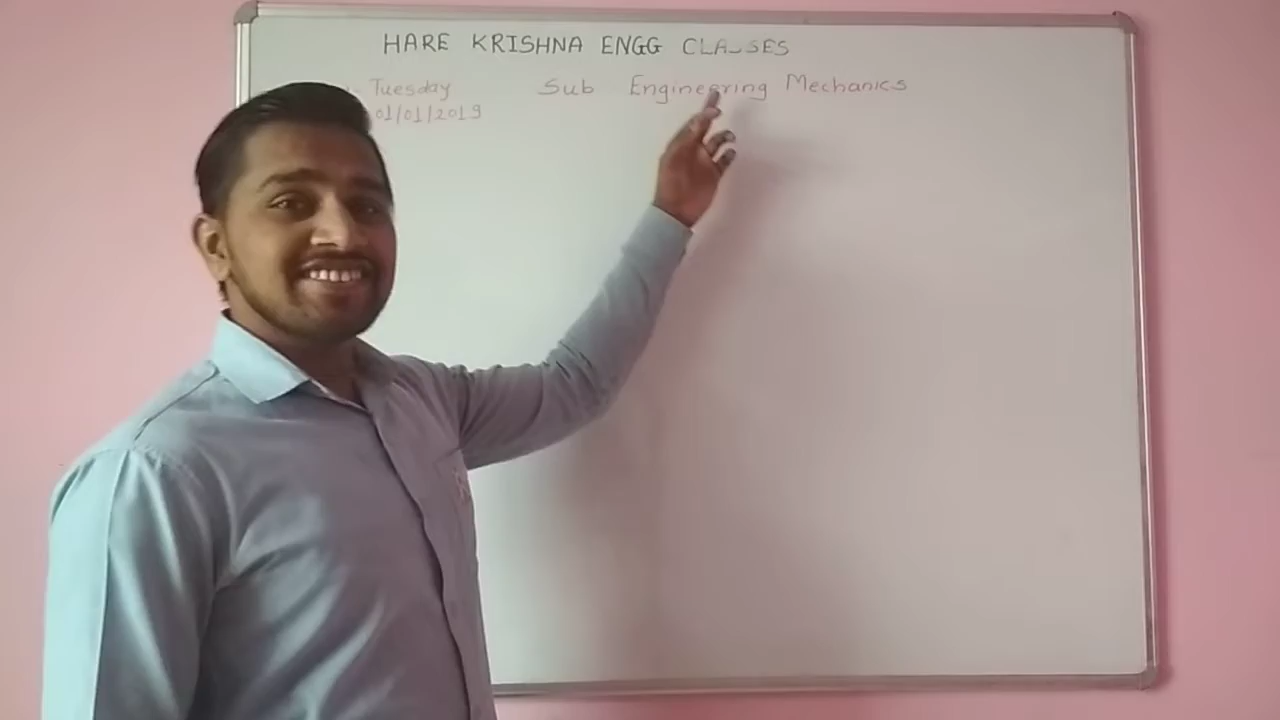 HARE KRISHNA ENGG CLASSES
Tuesday Sub Engineering Mechanics
01/01/2019